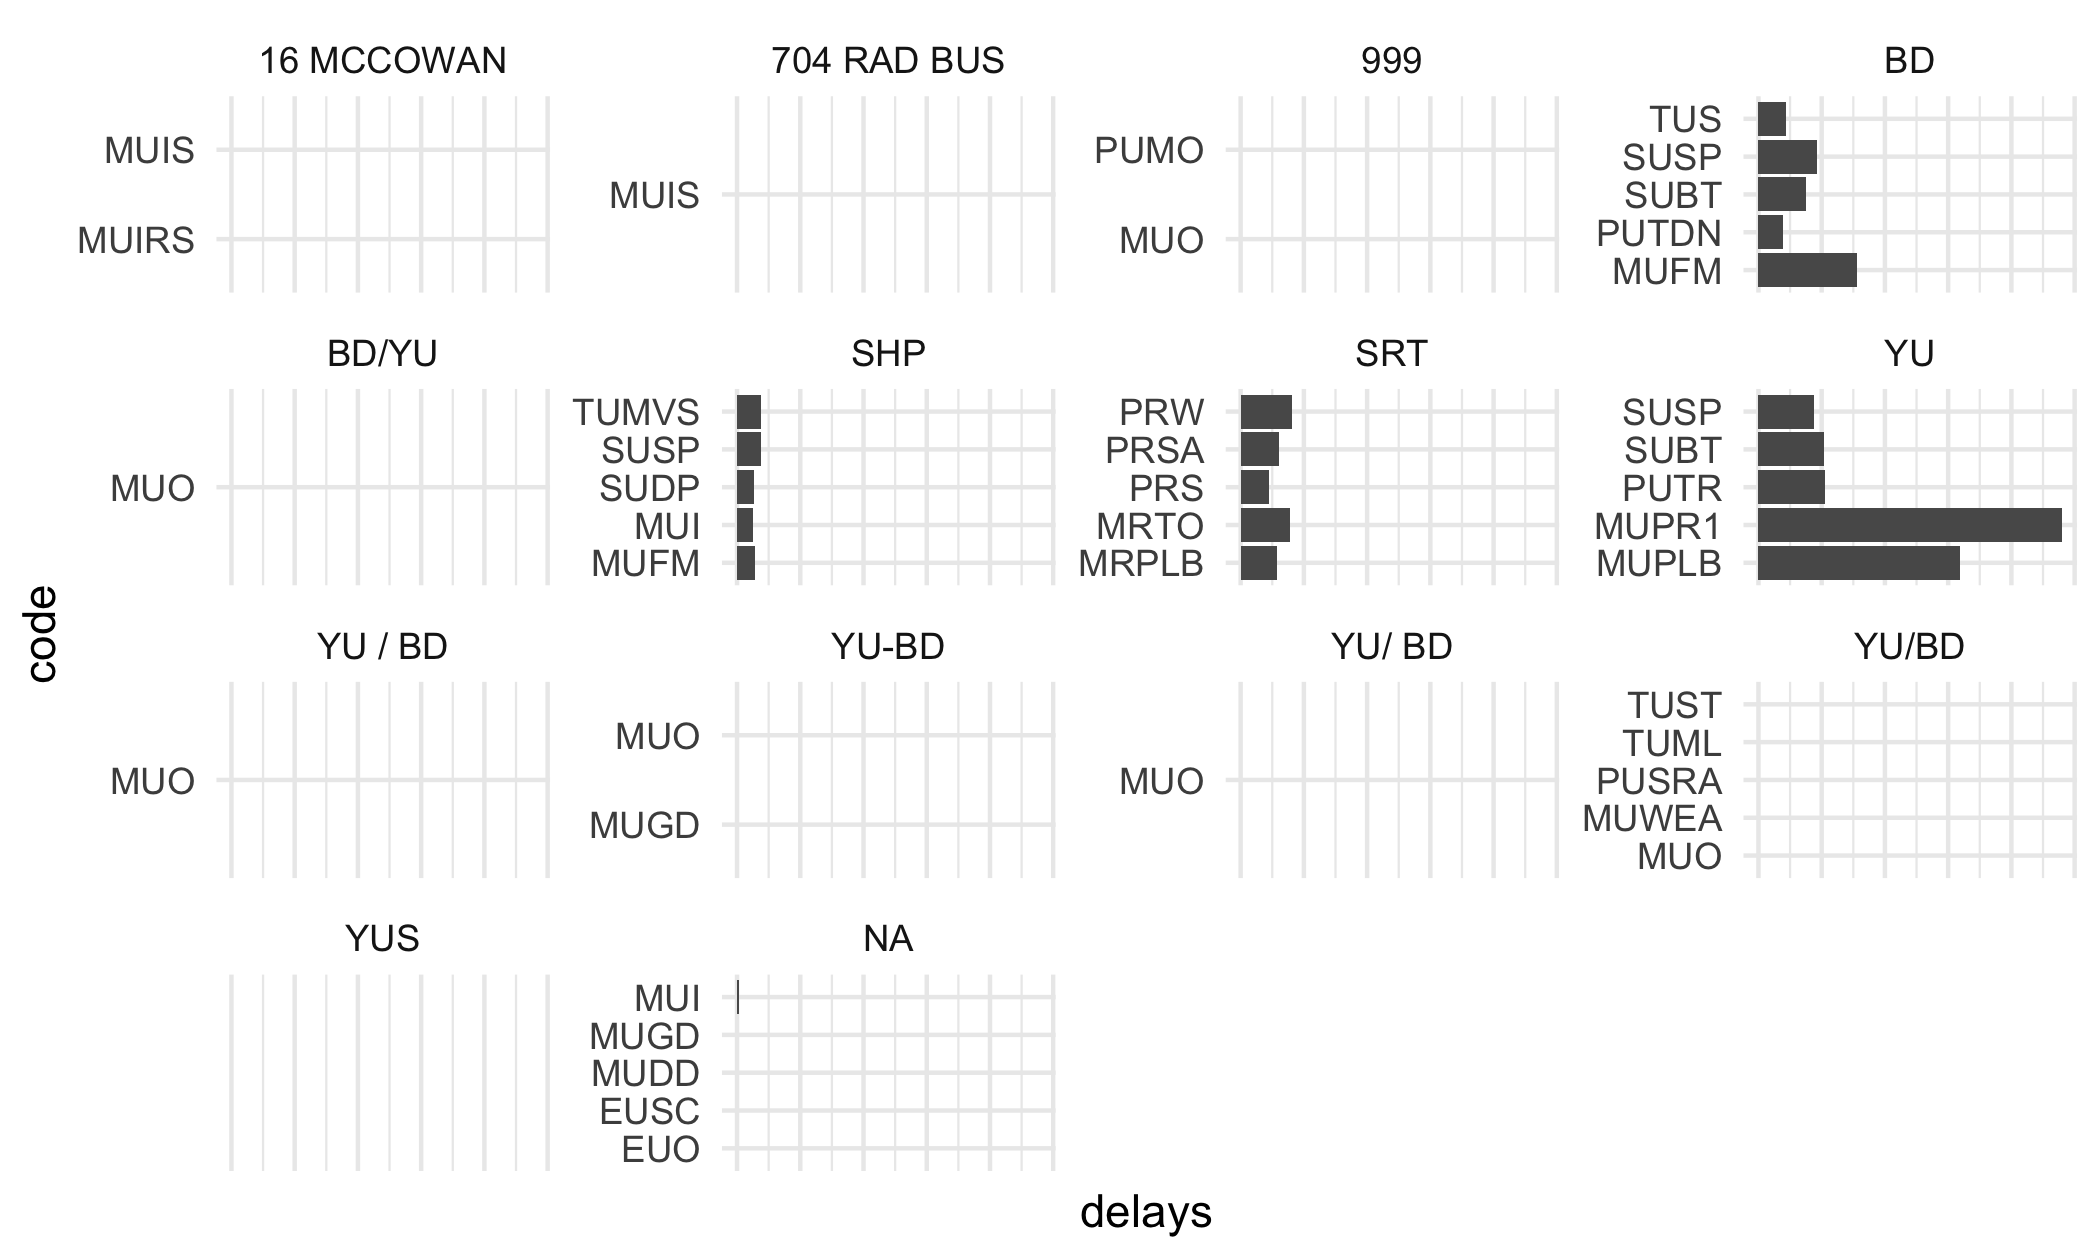 16 MCCOWAN
MUIS
MUIRS
704 RAD BUS
MUIS
999
PUMO
MUO
BD
TUS
SUSP
SUBT
PUTDN
MUFM
BD/YU
MUO
SHP
TUMVS
SUSP
SUDP
MUI
MUFM
SRT
PRW
PRSA
PRS
MRTO
MRPLB
YU
SUSP
SUBT
PUTR
MUPR1
MUPLB
YU / BD
MUO
YU-BD
MUO
MUGD
YU/ BD
MUO
YU/BD
TUST
TUML
PUSRA
MUWEA
MUO
YUS
NA
MUI
MUGD
MUDD
EUSC
EUO
code
delays